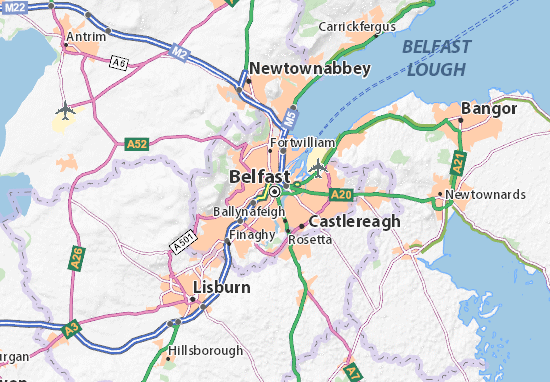 M22
Antrim
A6
M2
Carrickfergus
BELFAST
LOUGH
Newtownabbey
M5
Bangor
A52
Fortwilliam
A21
Belfast
A20
Newtownards
Ballynafeigh
Castlereagh
A501
Finaghy
Rosetta
A26
Lisburn
A3
Hillsborough
urgan
A7